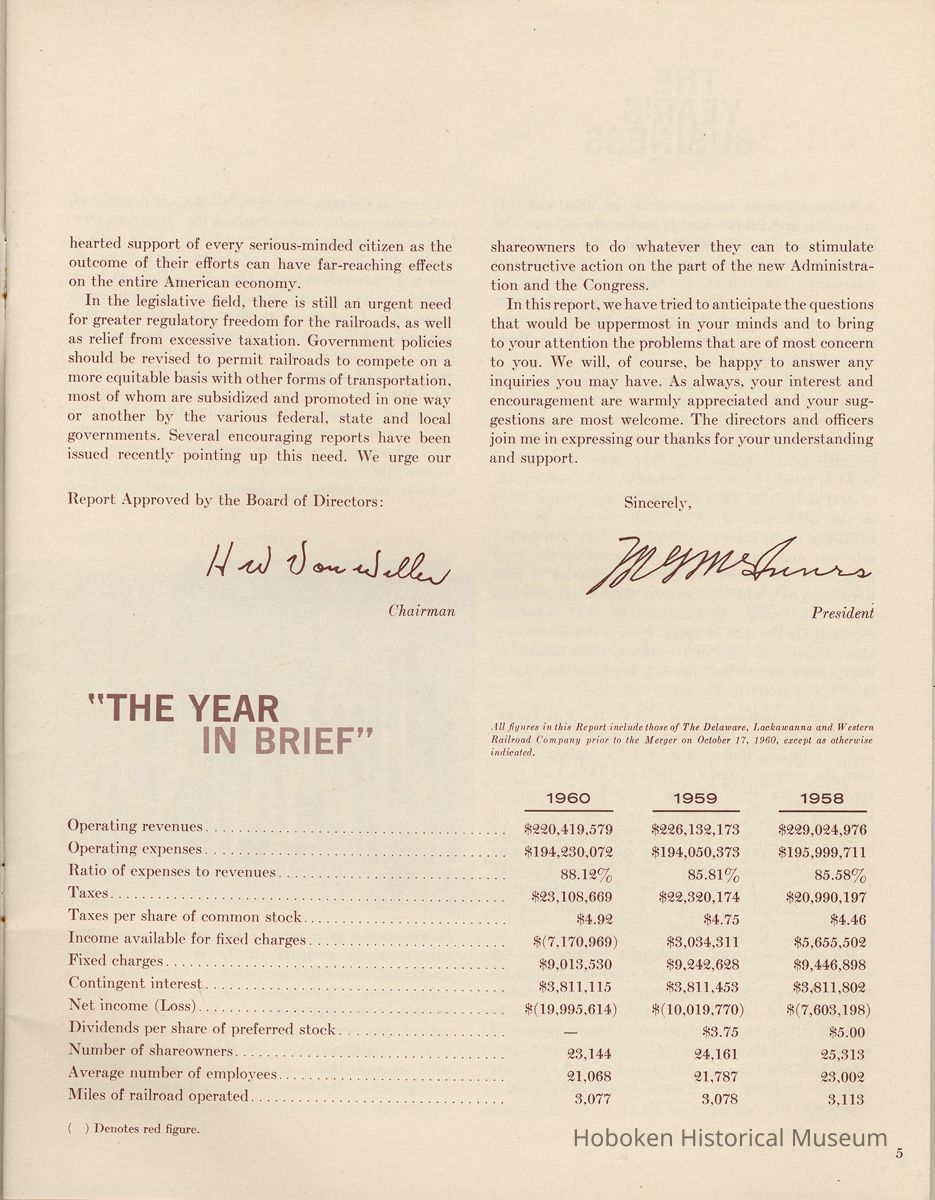 hearted support of every serious-minded citizen as the
outcome of their efforts can have far-reaching effects
on the entire American economy.
In the legislative field, there is still an urgent need
for greater regulatory freedom for the railroads, as well
as relief from excessive taxation. Government policies
should be revised to permit railroads to compete on a
more equitable basis with other forms of transportation,
most of whom are subsidized and promoted in one way
or another by the various federal, state and local
governments. Several encouraging reports have been
issued recently pointing up this need. We urge our
shareowners to do whatever they can to stimulate
constructive action on the part of the new Administra-
tion and the Congress.
In this report, we have tried to anticipate the questions
that would be uppermost in your minds and to bring
to your attention the problems that are of most concern
to you. We will, of course, be happy to answer any
inquiries you may have. As always, your interest and
encouragement are warmly appreciated and your sug-
gestions are most welcome. The directors and officers
join me in expressing our thanks for your understanding
and support.
Report Approved by the Board of Directors:
H W Von Willer
Chairman
Sincerely,
President
"THE YEAR
IN BRIEF"
All figures in this Report include those of The Delaware, Lackawanna and Western
Railroad Company prior to the Merger on October 17, 1960, except as otherwise
indicated.
1960 1959 1958
Operating revenues $220,419,579 $226,132,173 $229,024,976
Operating expenses $194,230,072 $194,050,373 $195,999,711
Ratio of expenses to revenues 88.12% 85.81% 85.58%
Taxes $23,108,669 $22,320,174 $20,990,197
Taxes per share of common stock $4.92 $4.75 $4.46
Income available for fixed charges $(7,170,969) $3,034,311 $5,655,502
Fixed charges $9,013,530 $9,242,628 $9,446,898
Contingent interest $3,811,115 $3,811,453 $3,811,802
Net income (Loss) $(19,995,614) $(10,019,770) $(7,603,198)
Dividends per share of preferred stock — $3.75 $5.00
Number of shareowners 23,144 24,161 25,313
Average number of employees 21,068 21,787 23,002
Miles of railroad operated 3,077 3,078 3,113
( ) Denotes red figure.
Hoboken Historical Museum
5